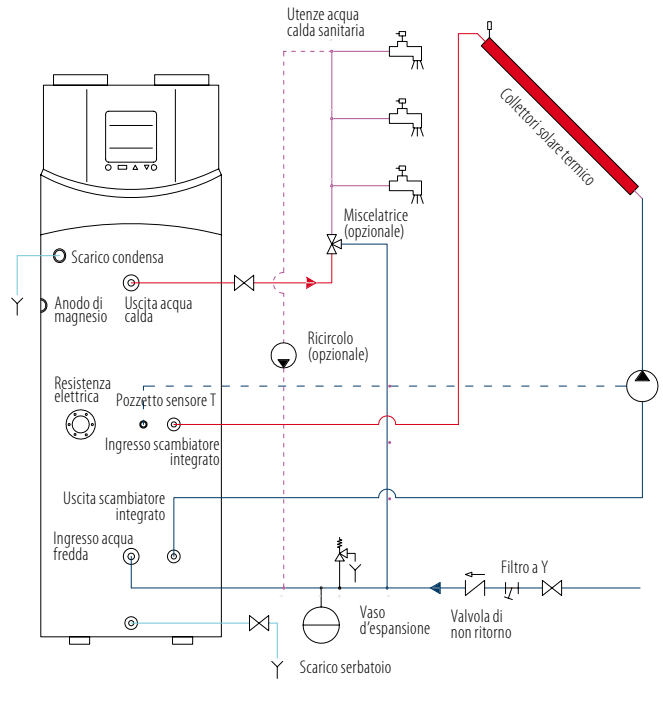 Utenze acqua
calda sanitaria
Collettori solare termico
Miscelatrice
(opzionale)
Scarico condensa
Anodo di
magnesio
Uscita acqua
calda
Ricircolo
(opzionale)
Resistenza
elettrica
Pozzetto sensore T
Ingresso scambiatore
integrato
Uscita scambiatore
integrato
Ingresso acqua
fredda
Filtro a Y
Vaso
d'espansione
Valvola di
non ritorno
Scarico serbatoio